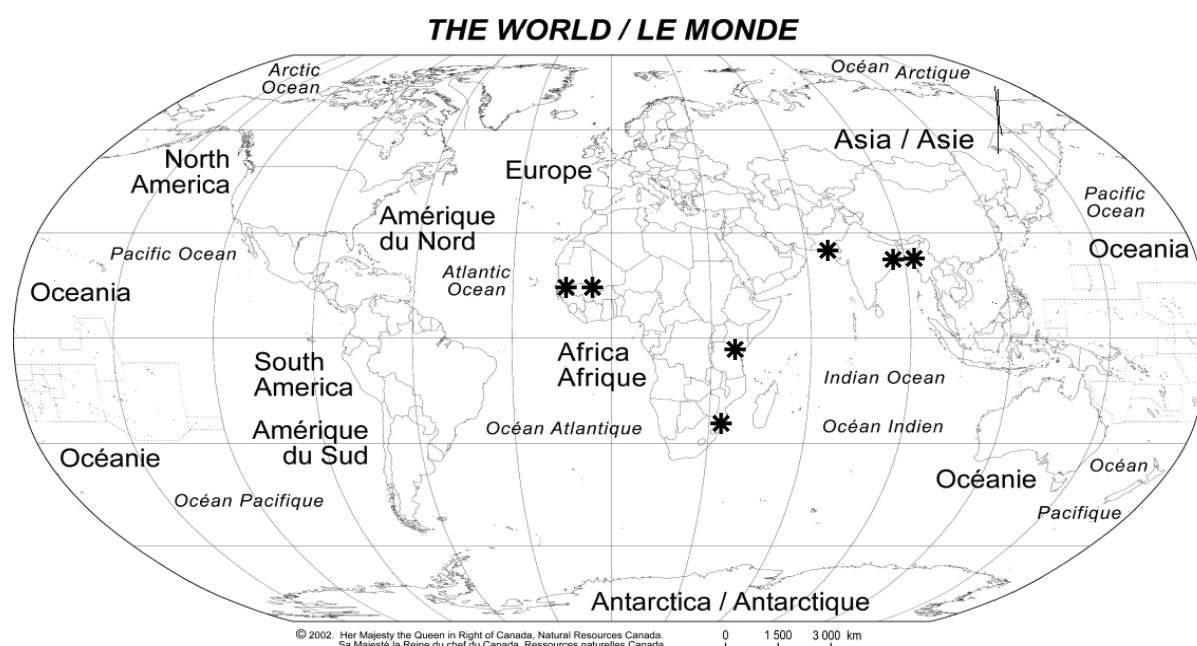 THE WORLD / LE MONDE
Arctic
Ocean
Océan Arctique
North
America
Europe
Asia / Asie
Pacific
Ocean
Amérique
du Nord
Pacific Ocean
Oceania
Atlantic
Ocean
Oceania
South
America
Africa
Afrique
Indian Ocean
Amérique
du Sud
Océan Atlantique
Océan Indien
Océanie
Océanie
Océan
Pacifique
Océan Pacifique
Antarctica / Antarctique
© 2002. Her Majesty the Queen in Right of Canada, Natural Resources Canada.
Sa Majesté la Reine du chef du Canada, Ressources naturelles Canada.
0 1 500 3 000 km